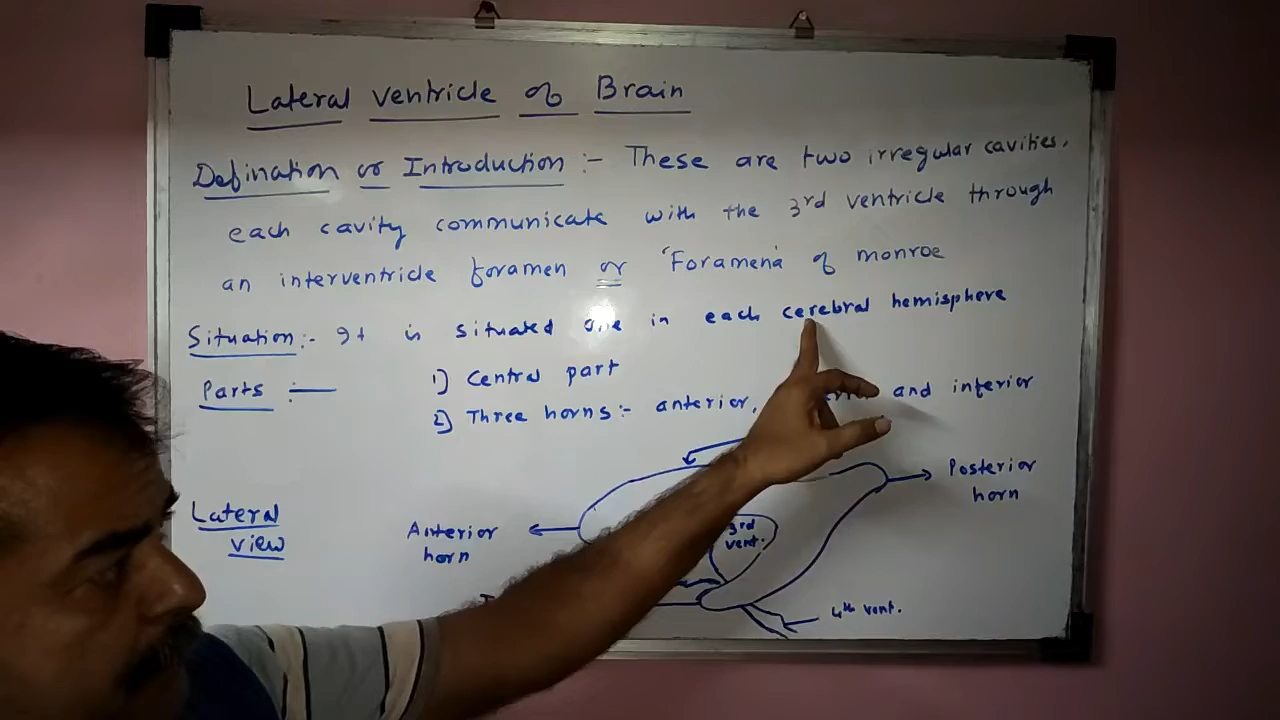 Lateral ventricle of Brain
Defination or Introduction :- These are two irregular cavities,
each cavity communicate with the 3rd ventricle through
an interventricle foramen or 'Foramena' of monroe
Situation :- It is situated one in each cerebral hemisphere
Parts :— 1) Central part
2) Three horns :- anterior, and inferior
Lateral view
Anterior horn
3rd vent.
Posterior horn
4th vent.